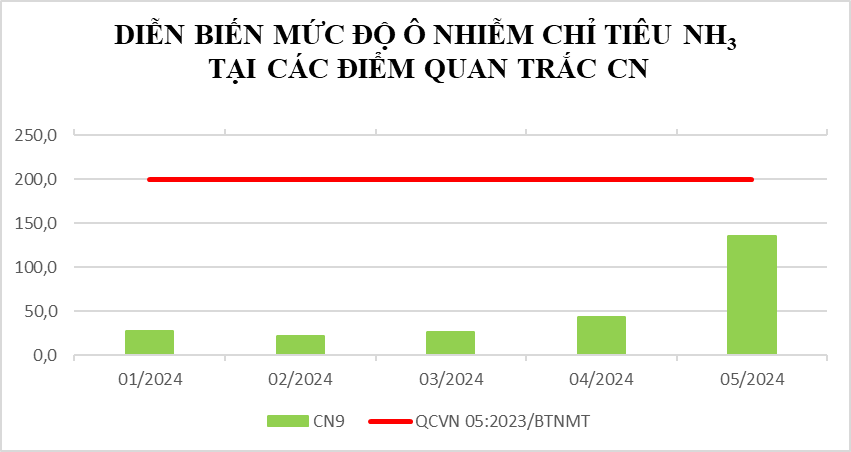 DIỄN BIẾN MỨC ĐỘ Ô NHIỄM CHỈ TIÊU NH₃
TẠI CÁC ĐIỂM QUAN TRẮC CN
250,0
200,0
150,0
100,0
50,0
0,0
01/2024 02/2024 03/2024 04/2024 05/2024
CN9 QCVN 05:2023/BTNMT